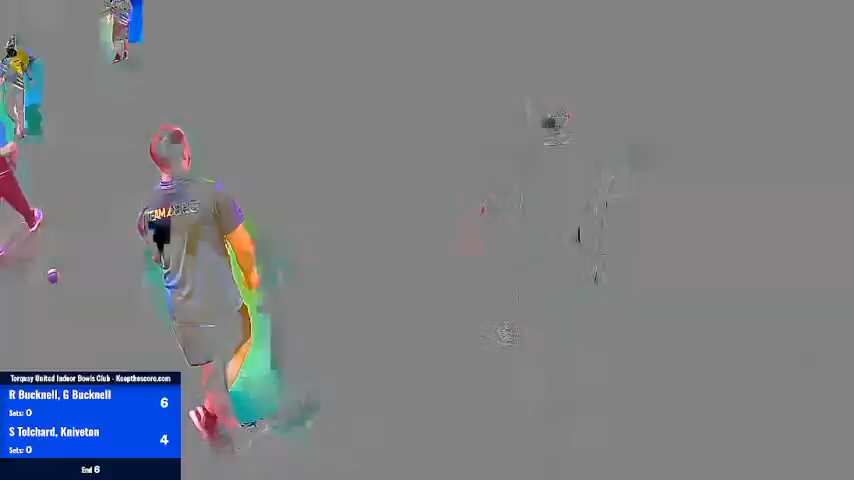 Torquay United Indoor Bowls Club - Keepthescore.com
R Bucknell, G Bucknell 6
Sets: 0
S Tolchard, Kniveton 4
Sets: 0
End 6
TEAM